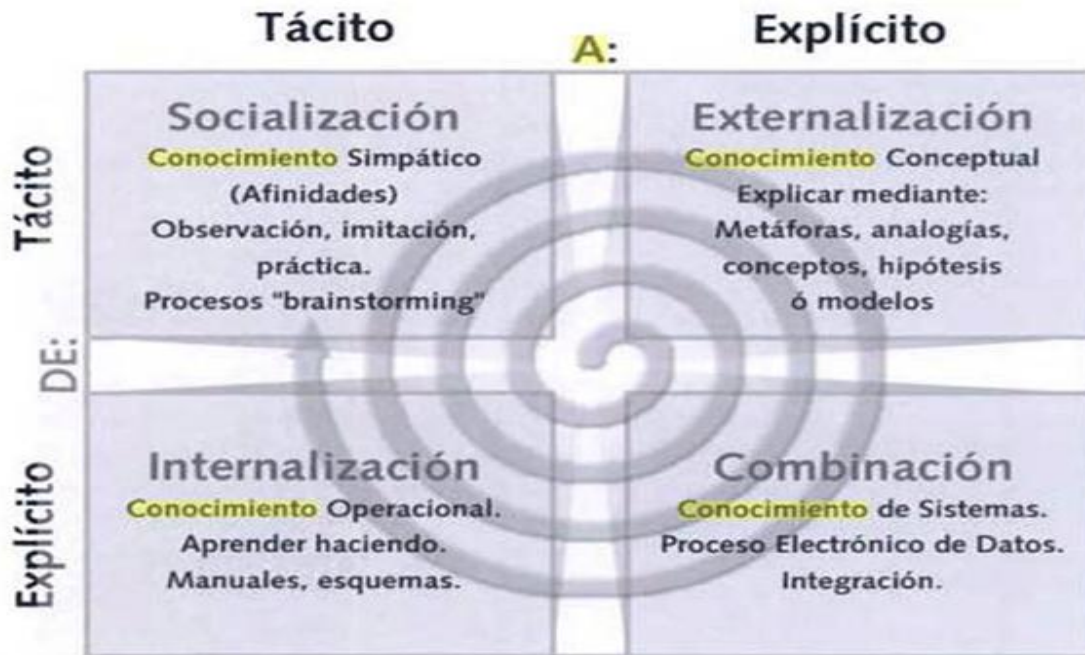 Tácito
Explícito
A:
Tácito
DE:
Explícito
Socialización
Conocimiento Simpático
(Afinidades)
Observación, imitación,
práctica.
Procesos "brainstorming"
Externalización
Conocimiento Conceptual
Explicar mediante:
Metáforas, analogías,
conceptos, hipótesis
ó modelos
Internalización
Conocimiento Operacional.
Aprender haciendo.
Manuales, esquemas.
Combinación
Conocimiento de Sistemas.
Proceso Electrónico de Datos.
Integración.